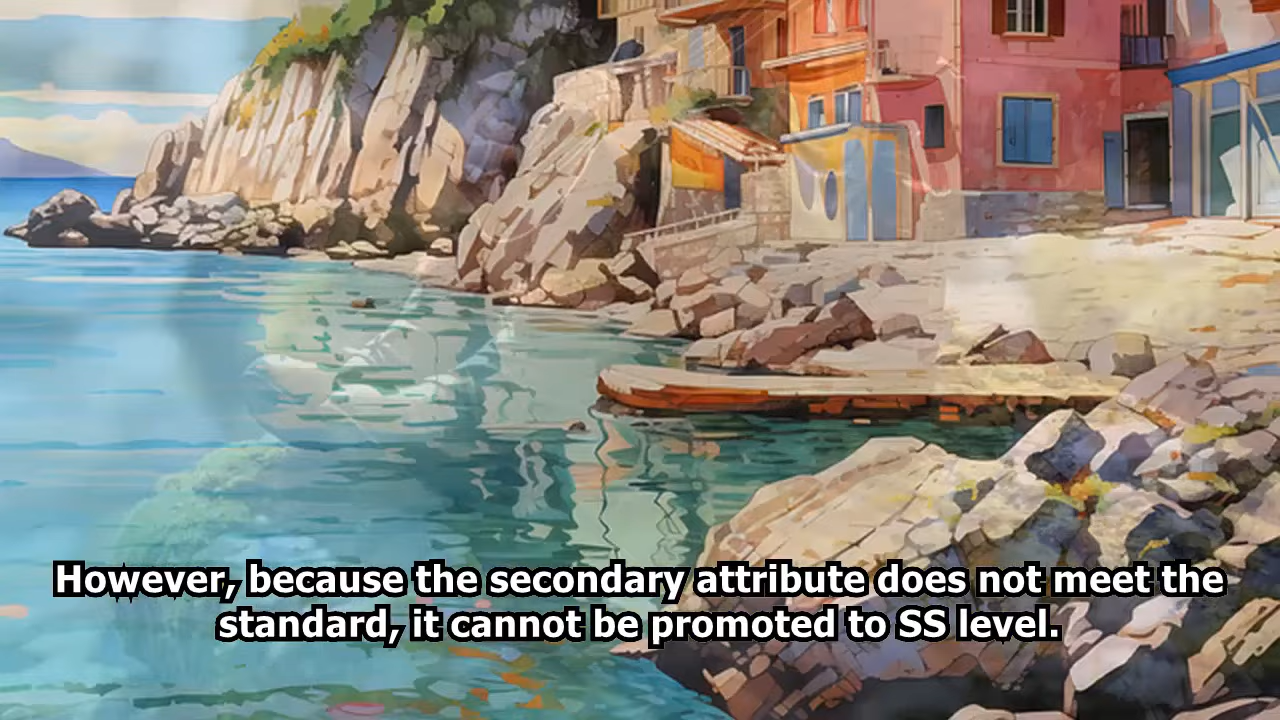 However, because the secondary attribute does not meet the
standard, it cannot be promoted to SS level.